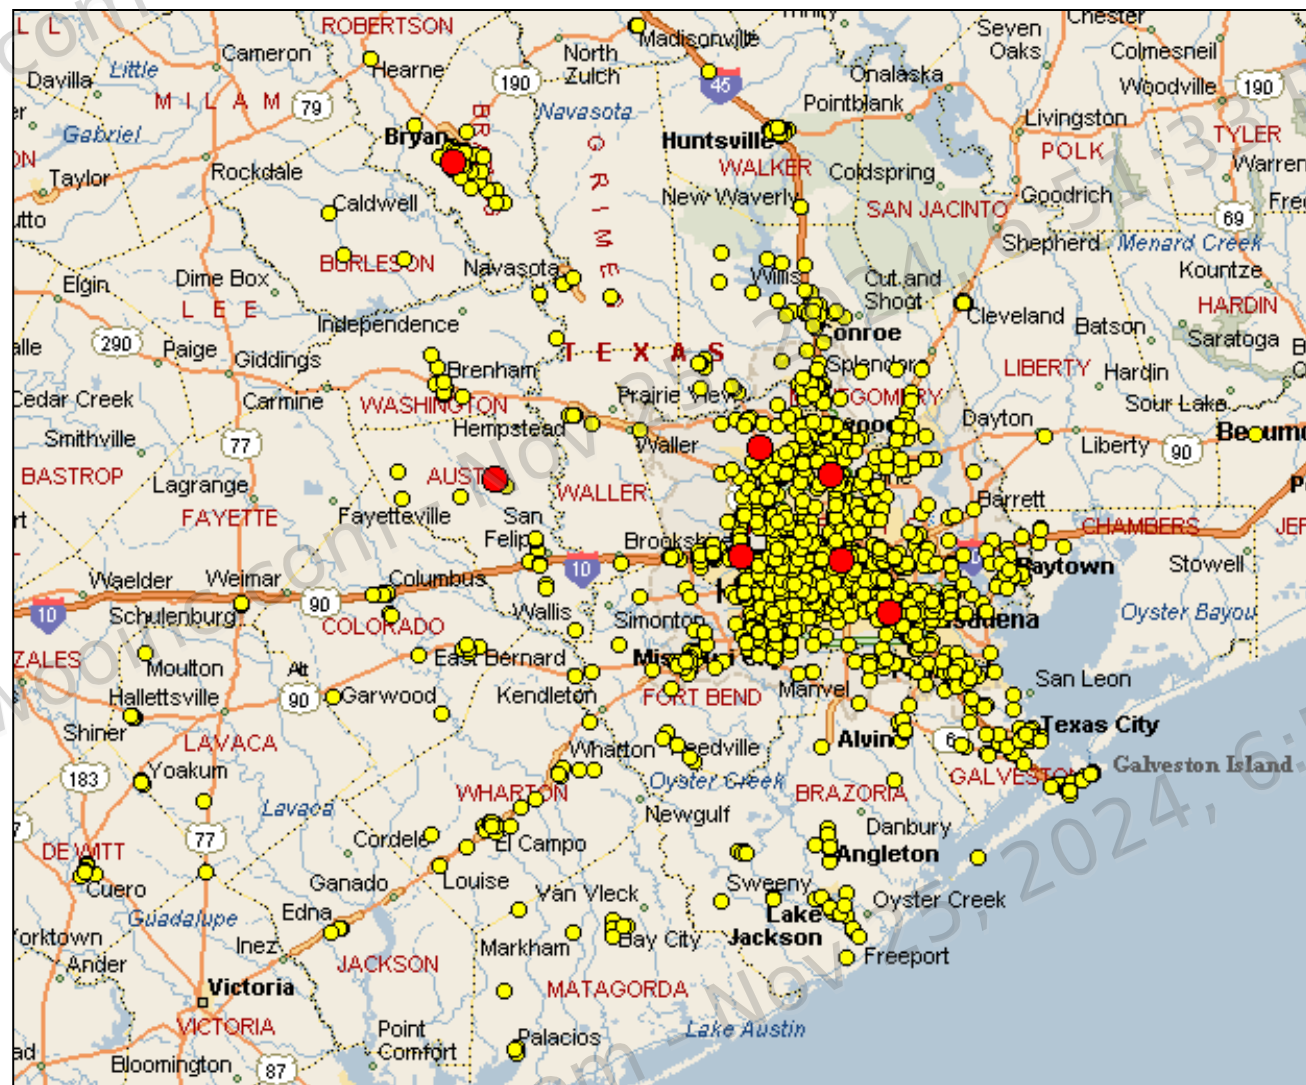 L L
ROBERTSON
Trinity
Chester
Madisonville
Seven
Oaks
Colmesneil
Cameron
North
Zulch
Hearne
Little
Davilla
190
45
Onalaska
Woodville
190
MILAM
79
Navasota
Pointblank
Livingston
TYLER
Gabriel
Bryan
Huntsville
POLK
Warren
WALKER
Coldspring
Rockdale
Taylor
GRIMES
New Waverly
Goodrich
Caldwell
SAN JACINTO
69
Shepherd
Menard Creek
BURLESON
Navasota
Willis
Cut and
Shoot
Kountze
Dime Box
Elgin
LEE
HARDIN
Independence
Cleveland
Batson
Conroe
Saratoga
290
Paige
Giddings
TEXAS
Splendora
LIBERTY
Brenham
Hardin
Cedar Creek
Carmine
WASHINGTON
Prairie View
Sour Lake
Hempstead
Dayton
Smithville
77
Waller
Liberty
90
BASTROP
Lagrange
WALLER
Barrett
FAYETTE
Fayetteville
San
CHAMBERS
Brookshire
10
Baytown
Stowell
Waelder
Weimar
Columbus
10
Schulenburg
90
COLORADO
Wallis
Simonton
Oyster Bayou
East Bernard
Moulton
Alt
90
Garwood
Kendleton
FORT BEND
Manvel
San Leon
Hallettsville
Shiner
LAVACA
Alvin
6
Texas City
Wharton
Galveston Island
Yoakum
183
Oyster Creek
GALVESTON
WHARTON
BRAZORIA
Lavaca
Newgulf
77
Cordele
El Campo
Danbury
DE WITT
Angleton
Cuero
Ganado
Louise
Van Vleck
Sweeny
Oyster Creek
Guadalupe
Edna
Lake
Jackson
Yorktown
Inez
Markham
Bay City
Freeport
Ander
JACKSON
Victoria
MATAGORDA
VICTORIA
Point
Comfort
Palacios
Lake Austin
Bloomington
87